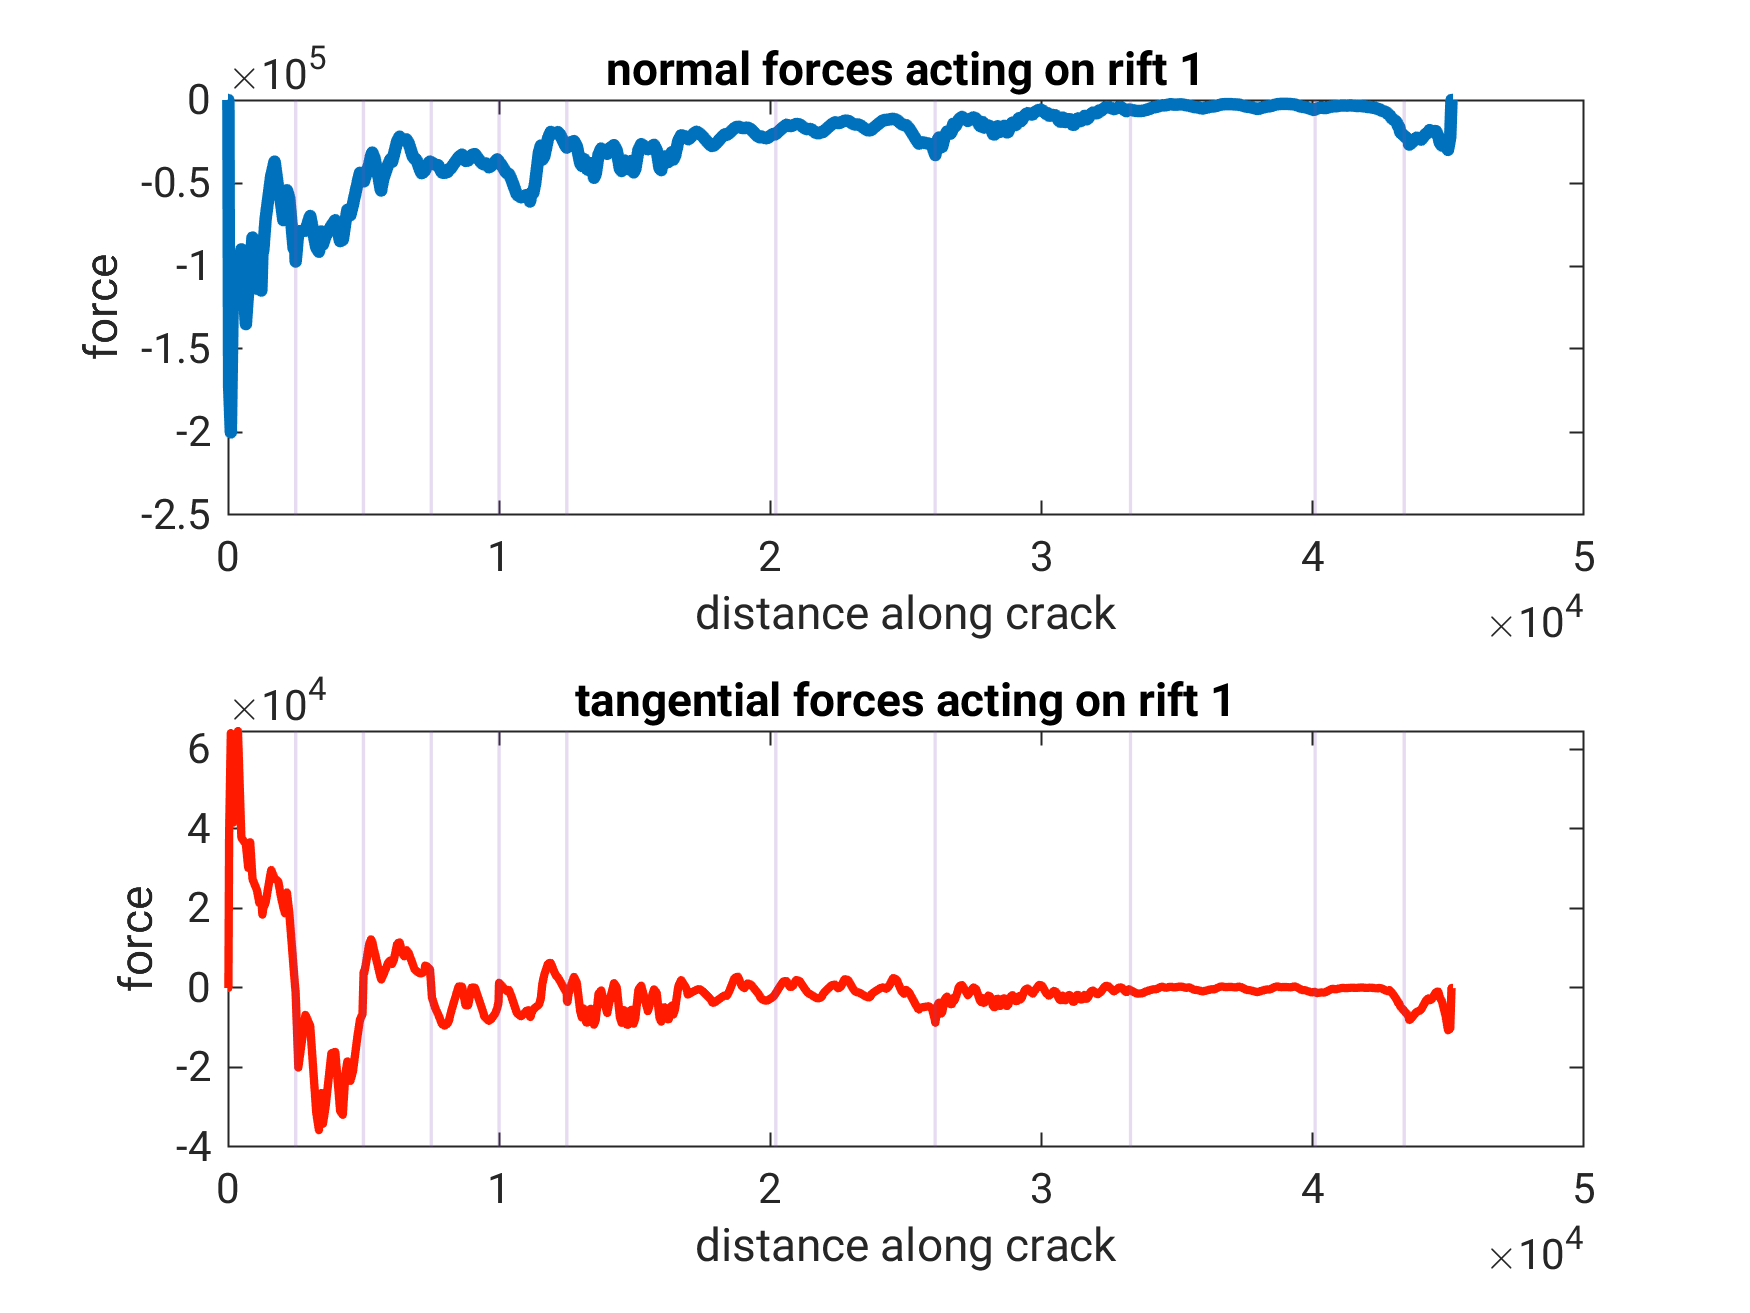 ×10^5
normal forces acting on rift 1
0
-0.5
-1
-1.5
-2
-2.5
force
0 1 2 3 4 5
distance along crack
×10^4
×10^4
tangential forces acting on rift 1
6
4
2
0
-2
-4
force
0 1 2 3 4 5
distance along crack
×10^4